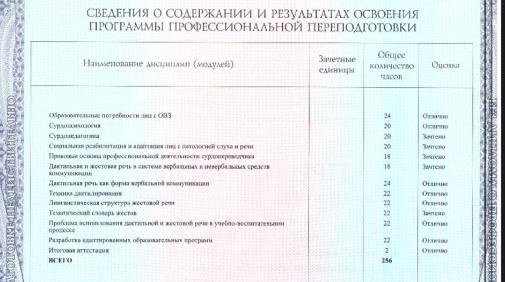 СВЕДЕНИЯ О СОДЕРЖАНИИ И РЕЗУЛЬТАТАХ ОСВОЕНИЯ
ПРОГРАММЫ ПРОФЕССИОНАЛЬНОЙ ПЕРЕПОДГОТОВКИ
Наименование дисциплин (модулей) Зачетные единицы Общее количество часов Оценка
Образовательные потребности лиц с ОВЗ 24 Отлично
Сурдопсихология 20 Отлично
Сурдопедагогика 20 Зачтено
Социальная реабилитация и адаптация лиц с патологией слуха и речи 20 Отлично
Правовые основы профессиональной деятельности сурдопереводчика 18 Зачтено
Дактильная и жестовая речь в системе вербальных и невербальных средств 18 Зачтено
коммуникации
Дактильная речь как форма вербальной коммуникации 24 Отлично
Техника дактилирования 22 Отлично
Лингвистическая структура жестовой речи 22 Отлично
Тематический словарь жестов 22 Зачтено
Проблема использования дактильной и жестовой речи в учебно-воспитательном 22 Отлично
процессе
Разработка адаптированных образовательных программ 22 Отлично
Итоговая аттестация 2 Отлично
ВСЕГО 256